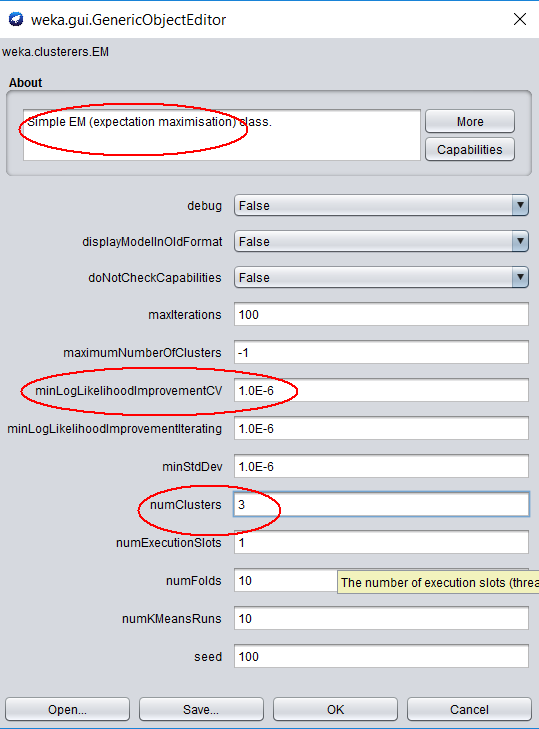 weka.gui.GenericObjectEditor
weka.clusterers.EM
About
Simple EM (expectation maximisation) class.
More
Capabilities
debug False
displayModelInOldFormat False
doNotCheckCapabilities False
maxIterations 100
maximumNumberOfClusters -1
minLogLikelihoodImprovementCV 1.0E-6
minLogLikelihoodImprovementIterating 1.0E-6
minStdDev 1.0E-6
numClusters 3
numExecutionSlots 1
numFolds 10
The number of execution slots (threa
numKMeansRuns 10
seed 100
Open... Save... OK Cancel